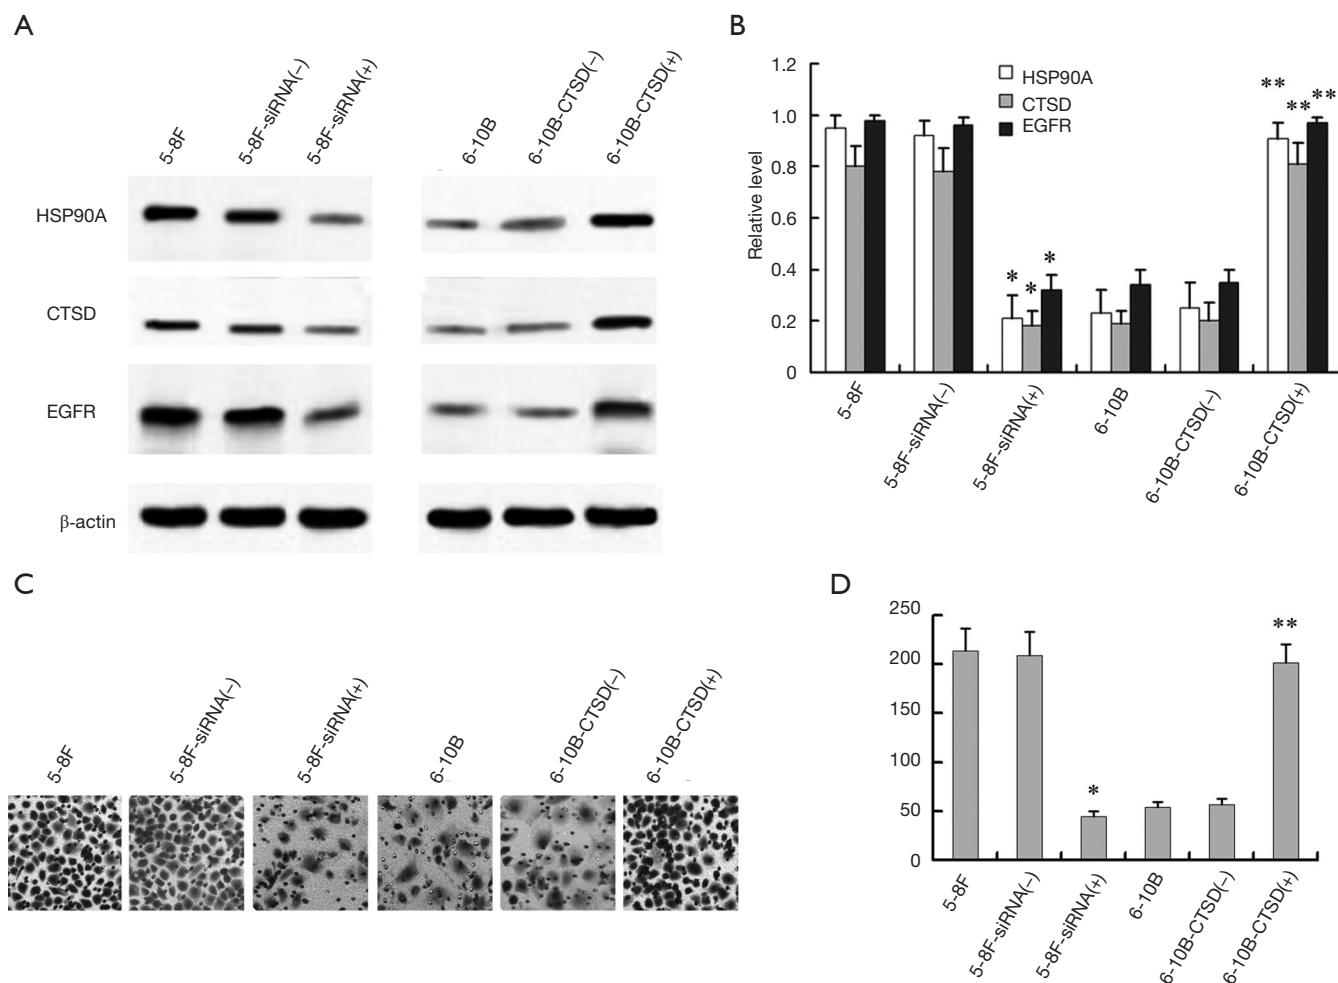 A
5-8F
5-8F-siRNA(−)
5-8F-siRNA(+)
6-10B
6-10B-CTSD(−)
6-10B-CTSD(+)
HSP90A
CTSD
EGFR
β-actin
B
1.2
1.0
0.8
0.6
0.4
0.2
0
Relative level
HSP90A
CTSD
EGFR
** ** **
* * *
5-8F
5-8F-siRNA(−)
5-8F-siRNA(+)
6-10B
6-10B-CTSD(−)
6-10B-CTSD(+)
C
5-8F
5-8F-siRNA(−)
5-8F-siRNA(+)
6-10B
6-10B-CTSD(−)
6-10B-CTSD(+)
D
250
200
150
100
50
0
*
**
5-8F
5-8F-siRNA(−)
5-8F-siRNA(+)
6-10B
6-10B-CTSD(−)
6-10B-CTSD(+)